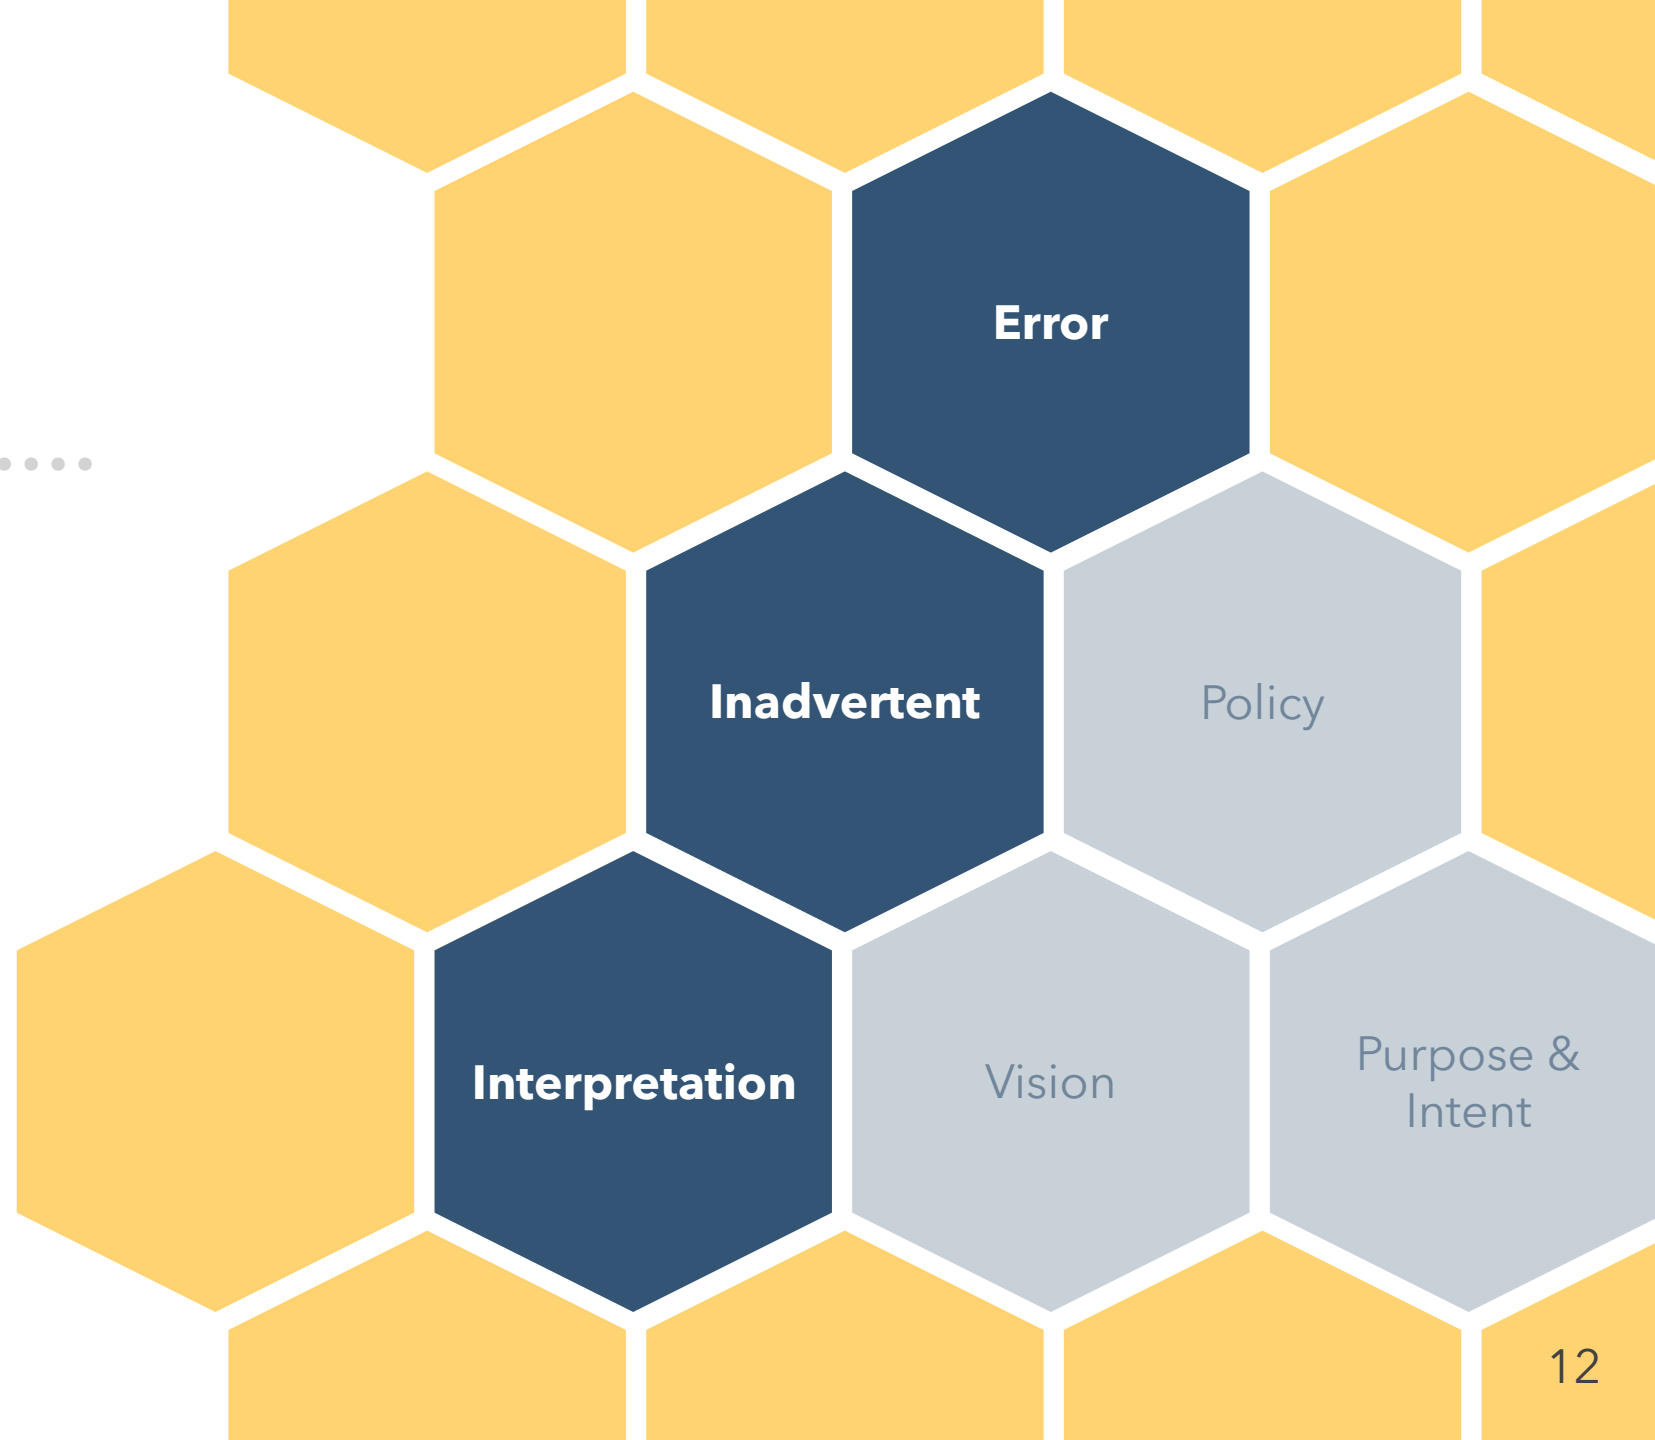 Error
Inadvertent
Policy
Interpretation
Vision
Purpose &
Intent
12